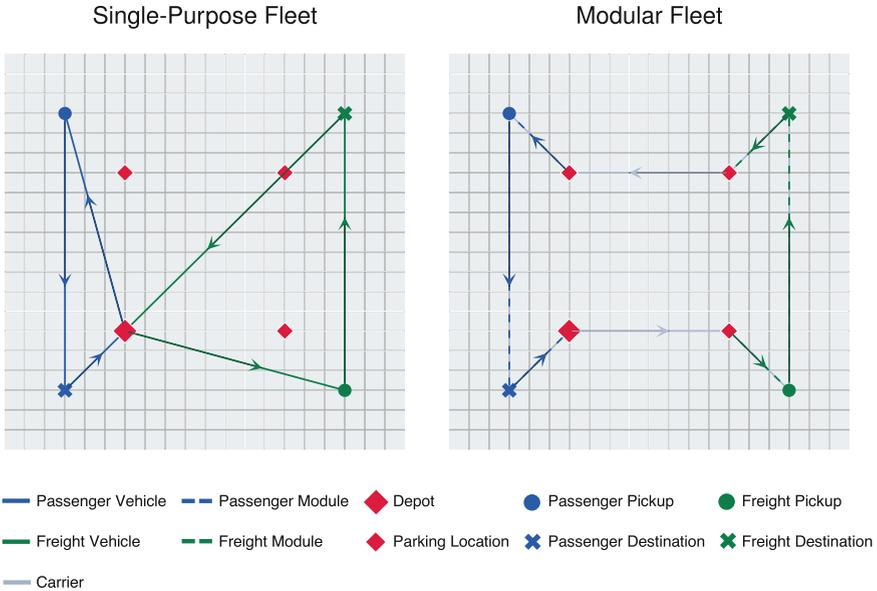 Single-Purpose Fleet
Modular Fleet
Passenger Vehicle
Passenger Module
Depot
Passenger Pickup
Freight Pickup
Freight Vehicle
Freight Module
Parking Location
Passenger Destination
Freight Destination
Carrier